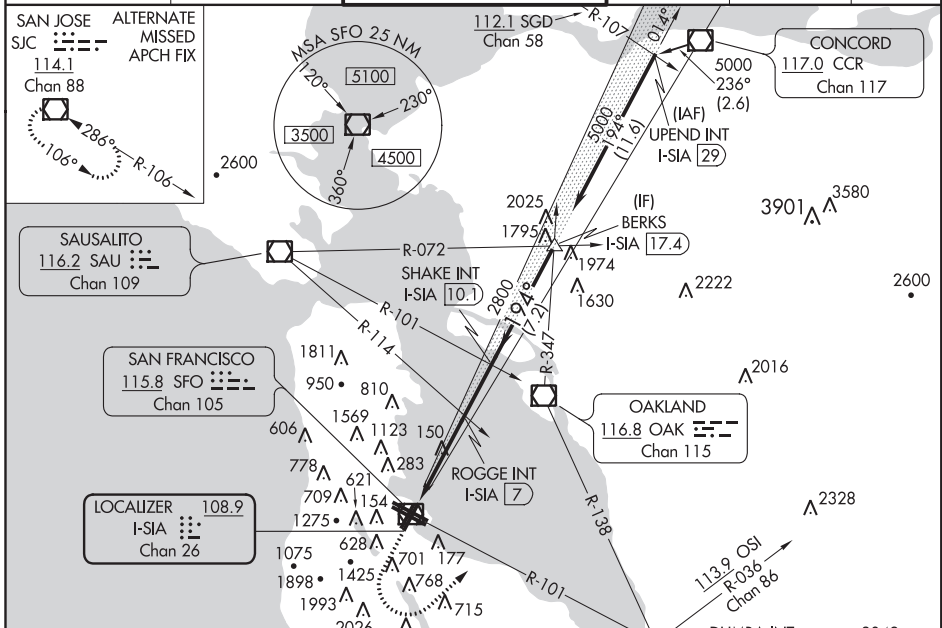 SAN JOSE
SJC
114.1
Chan 88
ALTERNATE
MISSED
APCH FIX
286°
106°
R-106
MSA SFO 25 NM
120°
5100
230°
3500
4500
360°
2600
112.1 SGD
Chan 58
R-107
014°
CONCORD
117.0 CCR
Chan 117
5000
236°
(2.6)
(IAF)
UPEND INT
I-SIA 29
5000
194°
(11.6)
2025
1795
(IF)
BERKS
I-SIA 17.4
3901
3580
SAUSALITO
116.2 SAU
Chan 109
R-072
SHAKE INT
I-SIA 10.1
1974
1630
2222
2600
2800
194°
(7.2)
R-101
R-114
R-347
SAN FRANCISCO
115.8 SFO
Chan 105
1811
950
810
2016
OAKLAND
116.8 OAK
Chan 115
606
1569
1123
150
283
778
ROGGE INT
I-SIA 7
709
621
154
LOCALIZER 108.9
I-SIA
Chan 26
1275
628
R-138
2328
1075
1898
1425
701
177
768
1993
715
2026
R-101
113.9 OSI
R-036
Chan 86